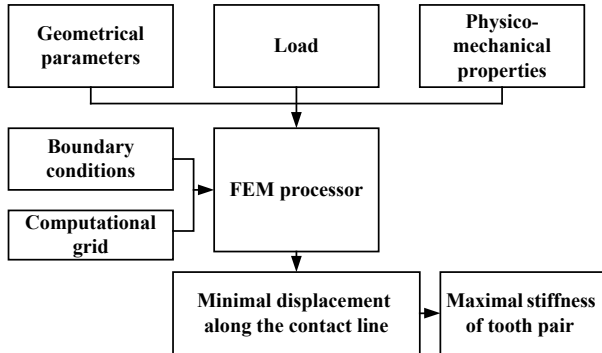 Geometrical
parameters
Load
Physico-
mechanical
properties
Boundary
conditions
FEM processor
Computational
grid
Minimal displacement
along the contact line
Maximal stiffness
of tooth pair